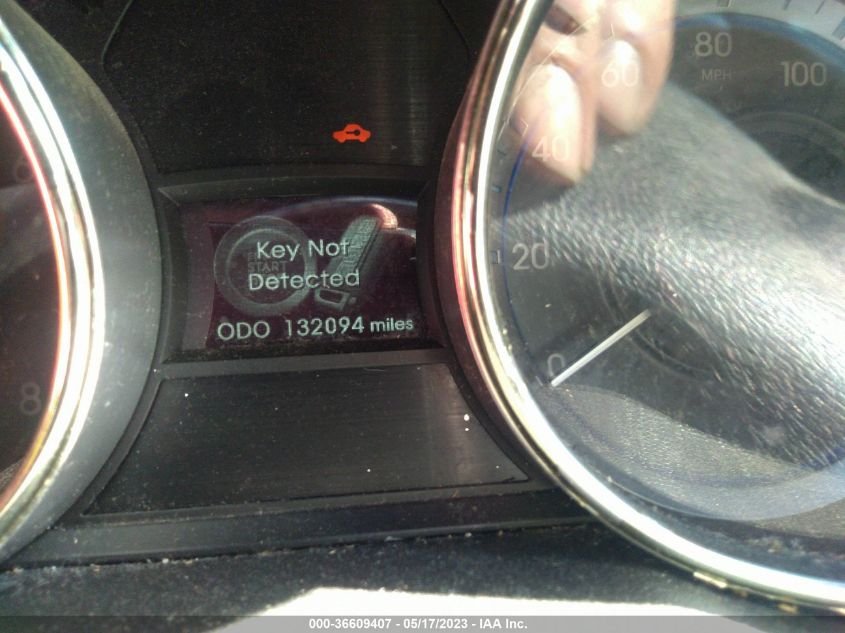 Key Not
START
Detected
ODO 132094 miles
80
MPH
60
100
40
20
0
8
000-36609407 - 05/17/2023 - IAA Inc.